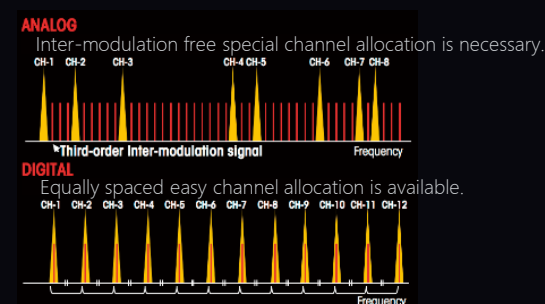 ANALOG
Inter-modulation free special channel allocation is necessary.
CH-1 CH-2 CH-3 CH-4 CH-5 CH-6 CH-7 CH-8
Third-order Inter-modulation signal
Frequency
DIGITAL
Equally spaced easy channel allocation is available.
CH-1 CH-2 CH-3 CH-4 CH-5 CH-6 CH-7 CH-8 CH-9 CH-10 CH-11 CH-12
Frequency